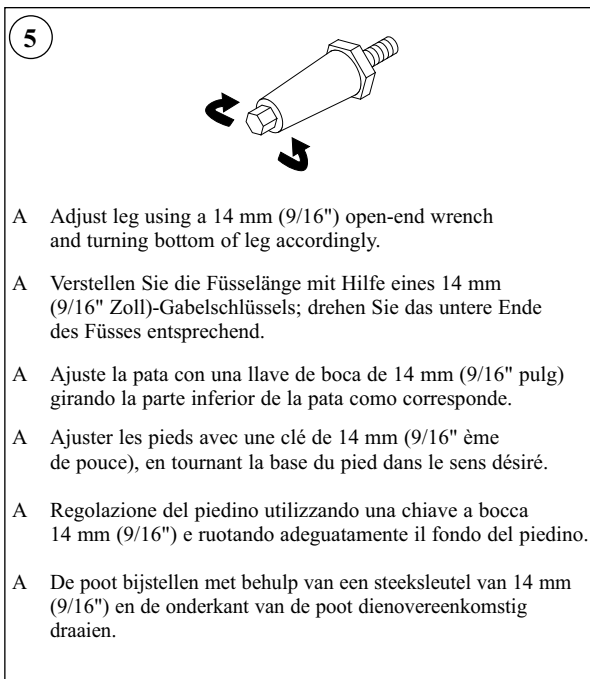 5
A Adjust leg using a 14 mm (9/16") open-end wrench
and turning bottom of leg accordingly.
A Verstellen Sie die Füsselänge mit Hilfe eines 14 mm
(9/16" Zoll)-Gabelschlüssels; drehen Sie das untere Ende
des Füsses entsprechend.
A Ajuste la pata con una llave de boca de 14 mm (9/16" pulg)
girando la parte inferior de la pata como corresponde.
A Ajuster les pieds avec une clé de 14 mm (9/16" ème
de pouce), en tournant la base du pied dans le sens désiré.
A Regolazione del piedino utilizzando una chiave a bocca
14 mm (9/16") e ruotando adeguatamente il fondo del piedino.
A De poot bijstellen met behulp van een steeksleutel van 14 mm
(9/16") en de onderkant van de poot dienovereenkomstig
draaien.